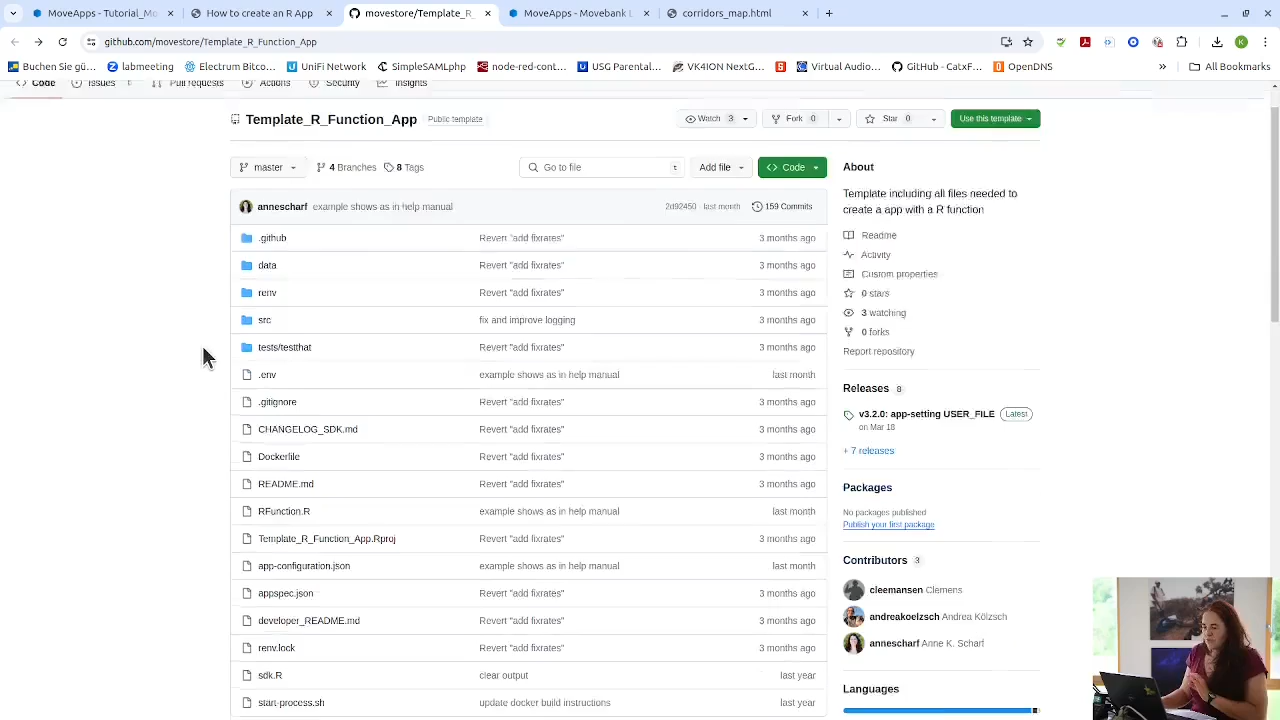 MoveApps - Tutorial_Mo
How to create an App
movestore/Template_R_
MoveApps - Movebank L
corridors_app.html
github.com/movestore/Template_R_Function_App
K
Buchen Sie günstig...
labmeeting
Electrum Bitco...
UniFi Network
SimpleSAMLphp
node-red-cont...
USG Parental...
VK4ION NextG...
Virtual Audio...
GitHub - CatxF...
OpenDNS
All Bookmarks
Code
Issues
Pull requests
Actions
Security
Insights
Template_R_Function_App
Public template
Watch 3
Fork 0
Star 0
Use this template
master
4 Branches
8 Tags
Go to file
t
Add file
Code
annescharf example shows as in help manual
2d92450 · last month
159 Commits
.github Revert "add fixrates" 3 months ago
data Revert "add fixrates" 3 months ago
renv Revert "add fixrates" 3 months ago
src fix and improve logging 3 months ago
tests/testthat Revert "add fixrates" 3 months ago
.env example shows as in help manual last month
.gitignore Revert "add fixrates" 3 months ago
CHANGELOG_SDK.md Revert "add fixrates" 3 months ago
Dockerfile Revert "add fixrates" 3 months ago
README.md Revert "add fixrates" 3 months ago
RFunction.R example shows as in help manual last month
Template_R_Function_App.Rproj Revert "add fixrates" 3 months ago
app-configuration.json example shows as in help manual last month
appspec.json Revert "add fixrates" 3 months ago
README.md Revert "add fixrates" 3 months ago
Revert "add fixrates" 3 months ago
sdk.R clear output last year
start-process.sh update docker build instructions last year
About
Template including all files needed to
create a app with a R function
Readme
Activity
Custom properties
0 stars
3 watching
0 forks
Report repository
Releases 8
v3.2.0: app-setting USER_FILE Latest
on Mar 18
+ 7 releases
Packages
No packages published
Publish your first package
Contributors 3
cleemansen Clemens
andreakoelzsch Andrea Kölzsch
annescharf Anne K. Scharf
Languages